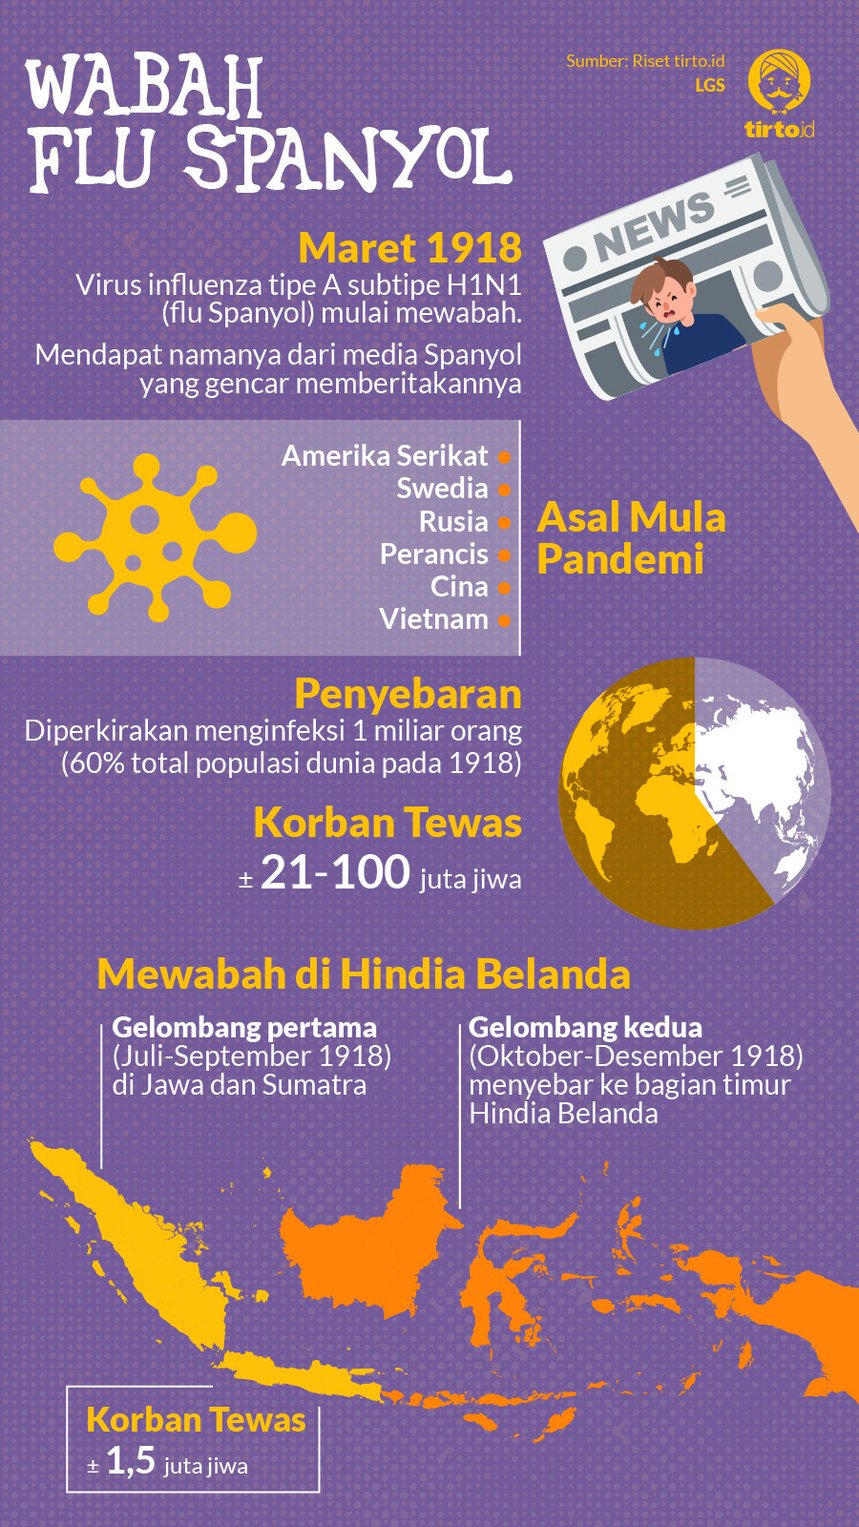 WABAH
FLU SPANYOL
Sumber: Riset tirto.id
LGS
tirto.id
NEWS
Maret 1918
Virus influenza tipe A subtipe H1N1
(flu Spanyol) mulai mewabah.
Mendapat namanya dari media Spanyol
yang gencar memberitakannya
Asal Mula
Pandemi
Amerika Serikat
Swedia
Rusia
Perancis
Cina
Vietnam
Penyebaran
Diperkirakan menginfeksi 1 miliar orang
(60% total populasi dunia pada 1918)
Korban Tewas
± 21-100 juta jiwa
Mewabah di Hindia Belanda
Gelombang pertama
(Juli-September 1918)
di Jawa dan Sumatra
Gelombang kedua
(Oktober-Desember 1918)
menyebar ke bagian timur
Hindia Belanda
Korban Tewas
± 1,5 juta jiwa